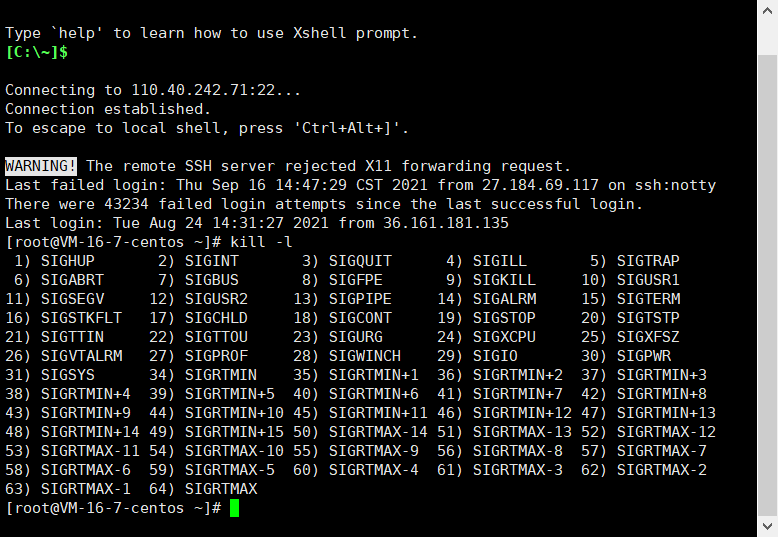 Type `help' to learn how to use Xshell prompt.
[C:\~]$

Connecting to 110.40.242.71:22...
Connection established.
To escape to local shell, press 'Ctrl+Alt+]'.

WARNING! The remote SSH server rejected X11 forwarding request.
Last failed login: Thu Sep 16 14:47:29 CST 2021 from 27.184.69.117 on ssh:notty
There were 43234 failed login attempts since the last successful login.
Last login: Tue Aug 24 14:31:27 2021 from 36.161.181.135
[root@VM-16-7-centos ~]# kill -l
 1) SIGHUP       2) SIGINT       3) SIGQUIT      4) SIGILL       5) SIGTRAP
 6) SIGABRT      7) SIGBUS       8) SIGFPE       9) SIGKILL     10) SIGUSR1
11) SIGSEGV     12) SIGUSR2     13) SIGPIPE     14) SIGALRM     15) SIGTERM
16) SIGSTKFLT   17) SIGCHLD     18) SIGCONT     19) SIGSTOP     20) SIGTSTP
21) SIGTTIN     22) SIGTTOU     23) SIGURG      24) SIGXCPU     25) SIGXFSZ
26) SIGVTALRM   27) SIGPROF     28) SIGWINCH    29) SIGIO       30) SIGPWR
31) SIGSYS      34) SIGRTMIN    35) SIGRTMIN+1  36) SIGRTMIN+2  37) SIGRTMIN+3
38) SIGRTMIN+4  39) SIGRTMIN+5  40) SIGRTMIN+6  41) SIGRTMIN+7  42) SIGRTMIN+8
43) SIGRTMIN+9  44) SIGRTMIN+10 45) SIGRTMIN+11 46) SIGRTMIN+12 47) SIGRTMIN+13
48) SIGRTMIN+14 49) SIGRTMIN+15 50) SIGRTMAX-14 51) SIGRTMAX-13 52) SIGRTMAX-12
53) SIGRTMAX-11 54) SIGRTMAX-10 55) SIGRTMAX-9  56) SIGRTMAX-8  57) SIGRTMAX-7
58) SIGRTMAX-6  59) SIGRTMAX-5  60) SIGRTMAX-4  61) SIGRTMAX-3  62) SIGRTMAX-2
63) SIGRTMAX-1  64) SIGRTMAX
[root@VM-16-7-centos ~]#